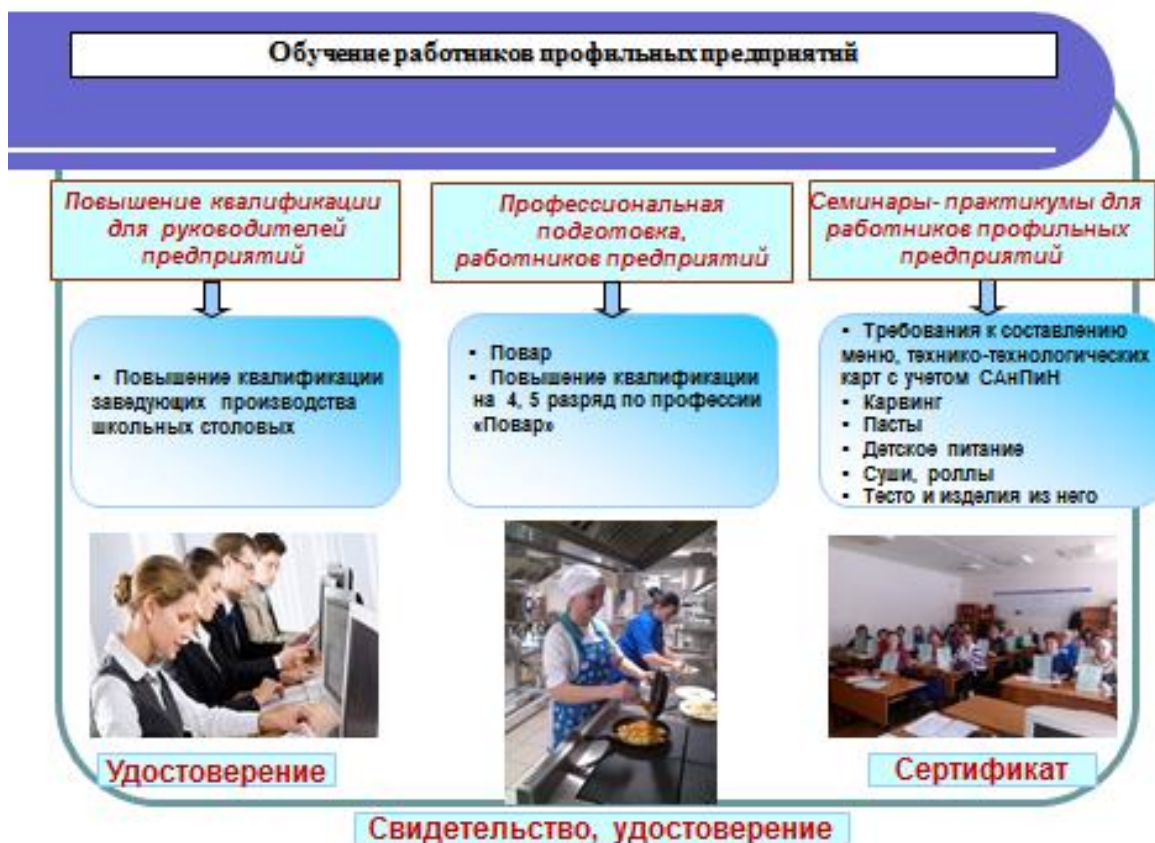 Обучение работников профильных предприятий
Повышение квалификации
для руководителей
предприятий
▪ Повышение квалификации
заведующих производства
школьных столовых
Удостоверение
Профессиональная
подготовка,
работников предприятий
▪ Повар
▪ Повышение квалификации
на 4, 5 разряд по профессии
«Повар»
Свидетельство, удостоверение
Семинары- практикумы для
работников профильных
предприятий
▪ Требования к составлению
меню, технико-технологических
карт с учетом САнПиН
▪ Карвинг
▪ Пасты
▪ Детское питание
▪ Суши, роллы
▪ Тесто и изделия из него
Сертификат